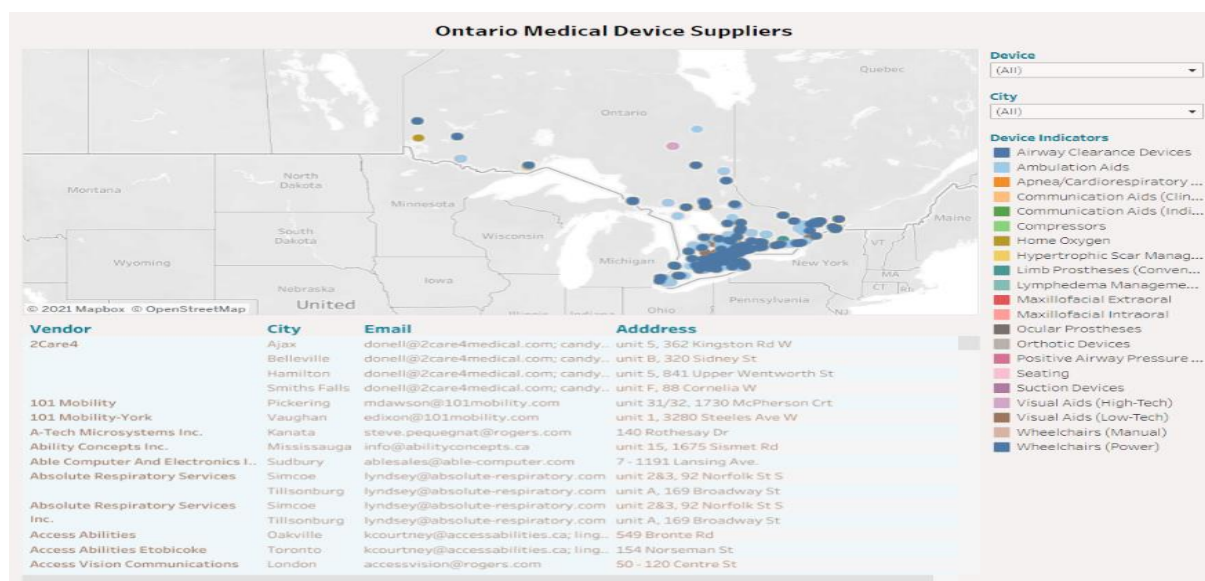 Ontario Medical Device Suppliers
Quebec
Ontario
Montana
North
Dakota
Minnesota
Maine
South
Dakota
Wisconsin
Wyoming
Michigan
New York
VT
MA
CT
Iowa
Nebraska
Ohio
Pennsylvania
NJ
United
© 2021 Mapbox © OpenStreetMap
Device
(All)
City
(All)
Device Indicators
Airway Clearance Devices
Ambulation Aids
Apnea/Cardiorespiratory ...
Communication Aids (Clin...
Communication Aids (Indi...
Compressors
Home Oxygen
Hypertrophic Scar Manag...
Limb Prostheses (Conven...
Lymphedema Manageme...
Maxillofacial Extraoral
Maxillofacial Intraoral
Ocular Prostheses
Orthotic Devices
Positive Airway Pressure ...
Seating
Suction Devices
Visual Aids (High-Tech)
Visual Aids (Low-Tech)
Wheelchairs (Manual)
Wheelchairs (Power)
Vendor City Email Adddress
2Care4 Ajax donell@2care4medical.com; candy.. unit 5, 362 Kingston Rd W
Belleville donell@2care4medical.com; candy.. unit B, 320 Sidney St
Hamilton donell@2care4medical.com; candy.. unit 5, 841 Upper Wentworth St
Smiths Falls donell@2care4medical.com; candy.. unit F, 88 Cornelia W
101 Mobility Pickering mdawson@101mobility.com unit 31/32, 1730 McPherson Crt
101 Mobility-York Vaughan edixon@101mobility.com unit 1, 3280 Steeles Ave W
A-Tech Microsystems Inc. Kanata steve.pequegnat@rogers.com 140 Rothesay Dr
Ability Concepts Inc. Mississauga info@abilityconcepts.ca unit 15, 1675 Sismet Rd
Able Computer And Electronics I.. Sudbury ablesales@able-computer.com 7 - 1191 Lansing Ave.
Absolute Respiratory Services Simcoe lyndsey@absolute-respiratory.com unit 2&3, 92 Norfolk St S
Tillsonburg lyndsey@absolute-respiratory.com unit A, 169 Broadway St
Absolute Respiratory Services Simcoe lyndsey@absolute-respiratory.com unit 2&3, 92 Norfolk St S
Inc. Tillsonburg lyndsey@absolute-respiratory.com unit A, 169 Broadway St
Access Abilities Oakville kcourtney@accessabilities.ca; ling.. 549 Bronte Rd
Access Abilities Etobicoke Toronto kcourtney@accessabilities.ca; ling.. 154 Norseman St
Access Vision Communications London accessvision@rogers.com 50 - 120 Centre St